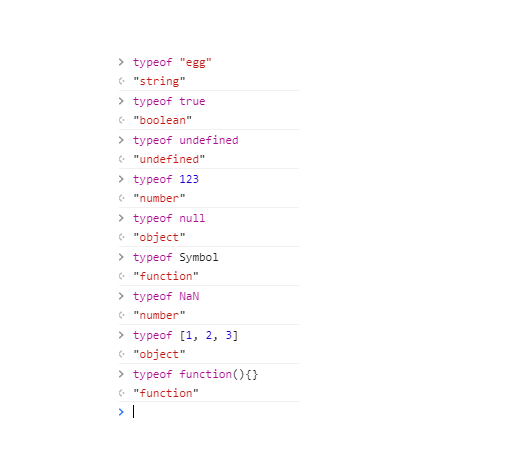 > typeof "egg"
"string"
> typeof true
"boolean"
> typeof undefined
"undefined"
> typeof 123
"number"
> typeof null
"object"
> typeof Symbol
"function"
> typeof NaN
"number"
> typeof [1, 2, 3]
"object"
> typeof function(){}
"function"
>